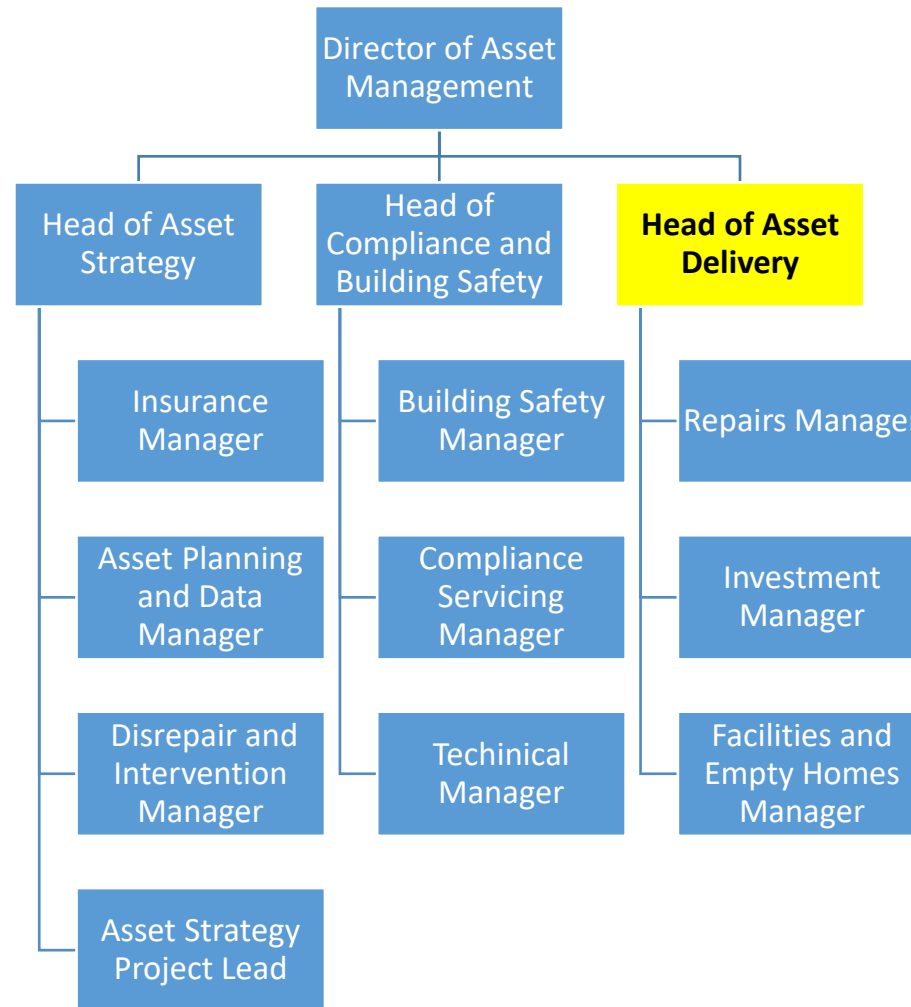 Director of Asset
Management
Head of Asset
Strategy
Head of
Compliance and
Building Safety
Head of Asset
Delivery
Insurance
Manager
Asset Planning
and Data
Manager
Disrepair and
Intervention
Manager
Asset Strategy
Project Lead
Building Safety
Manager
Compliance
Servicing
Manager
Techinical
Manager
Repairs Manager
Investment
Manager
Facilities and
Empty Homes
Manager